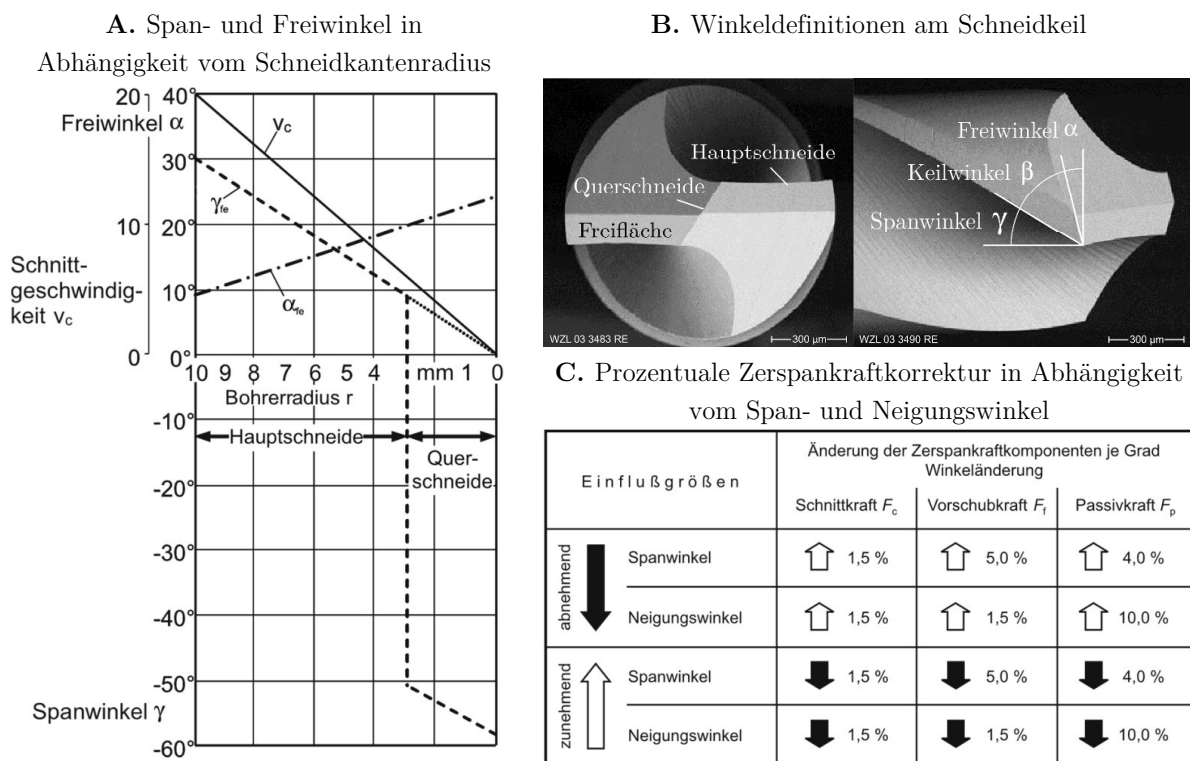 A. Span- und Freiwinkel in
Abhängigkeit vom Schneidkantenradius
20
40°
Freiwinkel α
v_c
30°
γ_fe
10
20°
Schnitt-
geschwindig-
keit v_c
10°
α_fe
0
0°
10 9 8 7 6 5 4 mm 1 0
Bohrerradius r
-10°
Hauptschneide
Quer-
schneide
-20°
-30°
-40°
-50°
Spanwinkel γ
-60°
B. Winkeldefinitionen am Schneidkeil
Hauptschneide
Querschneide
Freifläche
WZL 03 3483 RE
300 µm
Freiwinkel α
Keilwinkel β
Spanwinkel γ
WZL 03 3490 RE
300 µm
C. Prozentuale Zerspankraftkorrektur in Abhängigkeit
vom Span- und Neigungswinkel
Einflußgrößen
Änderung der Zerspankraftkomponenten je Grad
Winkeländerung
Schnittkraft F_c
Vorschubkraft F_f
Passivkraft F_p
abnehmend
Spanwinkel 1,5 % 5,0 % 4,0 %
Neigungswinkel 1,5 % 1,5 % 10,0 %
zunehmend
Spanwinkel 1,5 % 5,0 % 4,0 %
Neigungswinkel 1,5 % 1,5 % 10,0 %